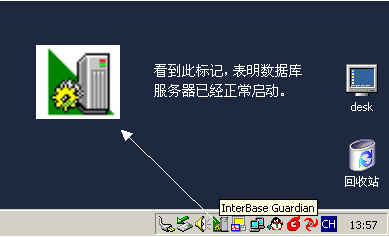 看到此标记，表明数据库
服务器已经正常启动。
desk
回收站
InterBase Guardian
CH
13:57